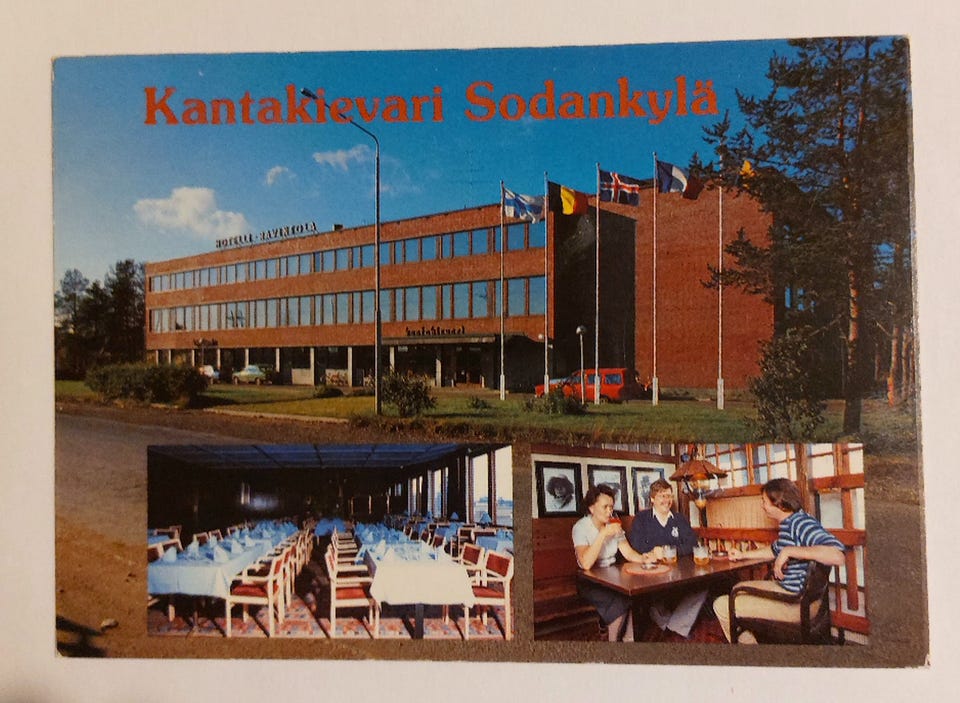 Kantakievari Sodankylä
HOTELLI - RAVINTOLA
kantakievari